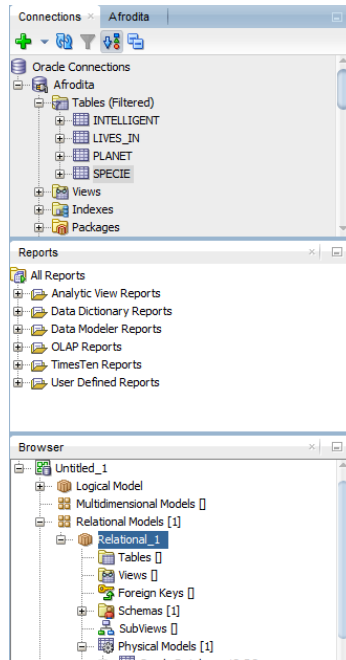 Connections Afrodita
Oracle Connections
Afrodita
Tables (Filtered)
INTELLIGENT
LIVES_IN
PLANET
SPECIE
Views
Indexes
Packages
Reports
All Reports
Analytic View Reports
Data Dictionary Reports
Data Modeler Reports
OLAP Reports
TimesTen Reports
User Defined Reports
Browser
Untitled_1
Logical Model
Multidimensional Models []
Relational Models [1]
Relational_1
Tables []
Views []
Foreign Keys []
Schemas [1]
SubViews []
Physical Models [1]